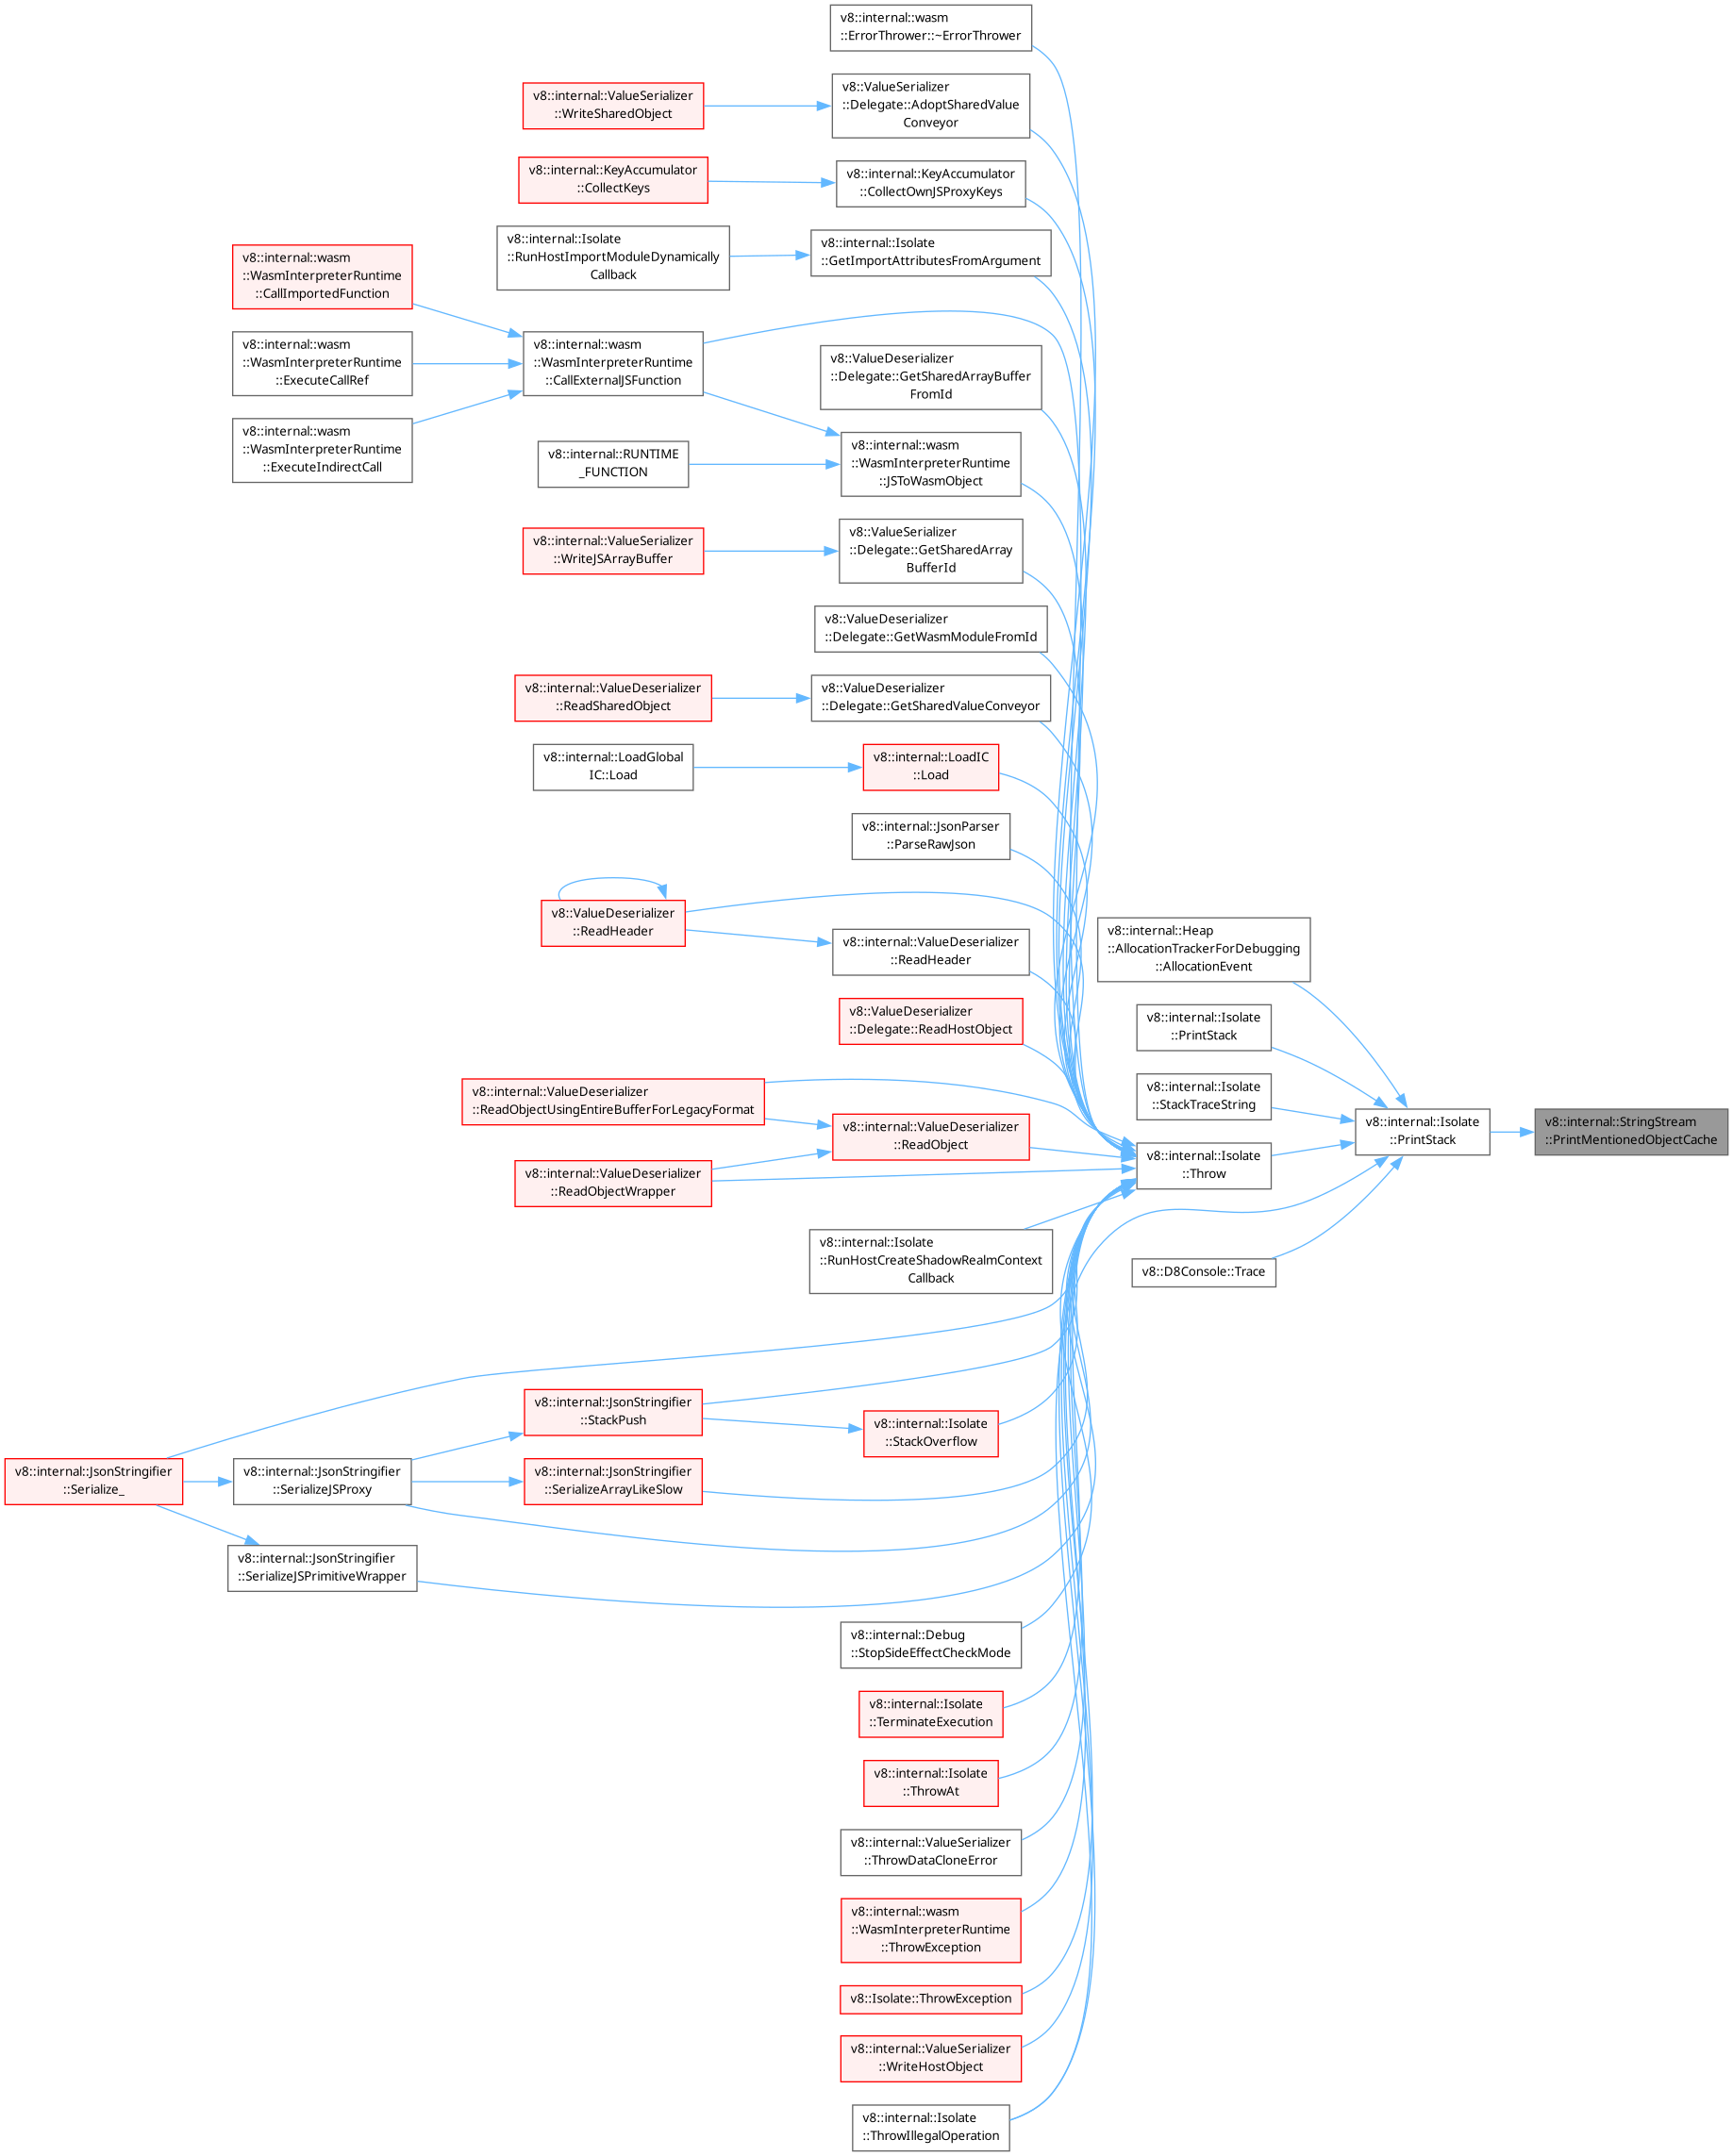 v8::internal::wasm
::ErrorThrower::~ErrorThrower
v8::internal::ValueSerializer
::WriteSharedObject
v8::ValueSerializer
::Delegate::AdoptSharedValue
Conveyor
v8::internal::KeyAccumulator
::CollectKeys
v8::internal::KeyAccumulator
::CollectOwnJSProxyKeys
v8::internal::Isolate
::RunHostImportModuleDynamically
Callback
v8::internal::Isolate
::GetImportAttributesFromArgument
v8::internal::wasm
::WasmInterpreterRuntime
::CallImportedFunction
v8::internal::wasm
::WasmInterpreterRuntime
::ExecuteCallRef
v8::internal::wasm
::WasmInterpreterRuntime
::CallExternalJSFunction
v8::ValueDeserializer
::Delegate::GetSharedArrayBuffer
FromId
v8::internal::wasm
::WasmInterpreterRuntime
::ExecuteIndirectCall
v8::internal::RUNTIME
_FUNCTION
v8::internal::wasm
::WasmInterpreterRuntime
::JSToWasmObject
v8::internal::ValueSerializer
::WriteJSArrayBuffer
v8::ValueSerializer
::Delegate::GetSharedArray
BufferId
v8::ValueDeserializer
::Delegate::GetWasmModuleFromId
v8::internal::ValueDeserializer
::ReadSharedObject
v8::ValueDeserializer
::Delegate::GetSharedValueConveyor
v8::internal::LoadGlobal
IC::Load
v8::internal::LoadIC
::Load
v8::internal::JsonParser
::ParseRawJson
v8::ValueDeserializer
::ReadHeader
v8::internal::ValueDeserializer
::ReadHeader
v8::internal::Heap
::AllocationTrackerForDebugging
::AllocationEvent
v8::ValueDeserializer
::Delegate::ReadHostObject
v8::internal::Isolate
::PrintStack
v8::internal::Isolate
::StackTraceString
v8::internal::ValueDeserializer
::ReadObjectUsingEntireBufferForLegacyFormat
v8::internal::ValueDeserializer
::ReadObject
v8::internal::ValueDeserializer
::ReadObjectWrapper
v8::internal::Isolate
::Throw
v8::internal::Isolate
::PrintStack
v8::internal::StringStream
::PrintMentionedObjectCache
v8::internal::Isolate
::RunHostCreateShadowRealmContext
Callback
v8::D8Console::Trace
v8::internal::JsonStringifier
::StackPush
v8::internal::Isolate
::StackOverflow
v8::internal::JsonStringifier
::Serialize_
v8::internal::JsonStringifier
::SerializeJSProxy
v8::internal::JsonStringifier
::SerializeArrayLikeSlow
v8::internal::JsonStringifier
::SerializeJSPrimitiveWrapper
v8::internal::Debug
::StopSideEffectCheckMode
v8::internal::Isolate
::TerminateExecution
v8::internal::Isolate
::ThrowAt
v8::internal::ValueSerializer
::ThrowDataCloneError
v8::internal::wasm
::WasmInterpreterRuntime
::ThrowException
v8::Isolate::ThrowException
v8::internal::ValueSerializer
::WriteHostObject
v8::internal::Isolate
::ThrowIllegalOperation